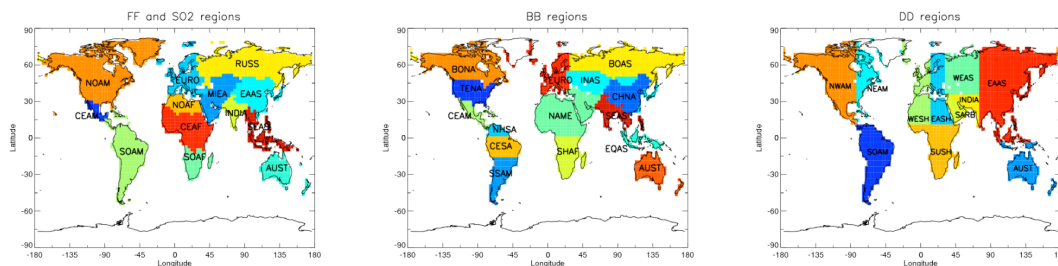 FF and SO2 regions
90
60
30
0
-30
-60
-90
Latitude
NOAM
RUSS
EURO
MIEA
EAAS
NOAF
INDIA
CEAM
CEAF
SEAS
SOAM
SOAF
AUST
-180 -135 -90 -45 0 45 90 135 180
Longitude
BB regions
90
60
30
0
-30
-60
-90
Latitude
BONA
BOAS
EURO
INAS
TENA
CHNA
CEAM
NAME
SEAS
NHSA
EQAS
CESA
SHAF
SSAM
AUST
-180 -135 -90 -45 0 45 90 135 180
Longitude
DD regions
90
60
30
0
-30
-60
-90
Latitude
WEAS
NWAM
NEAM
EAAS
INDIA
WESH
EASH
SARB
SOAM
SUSH
AUST
-180 -135 -90 -45 0 45 90 135 180
Longitude